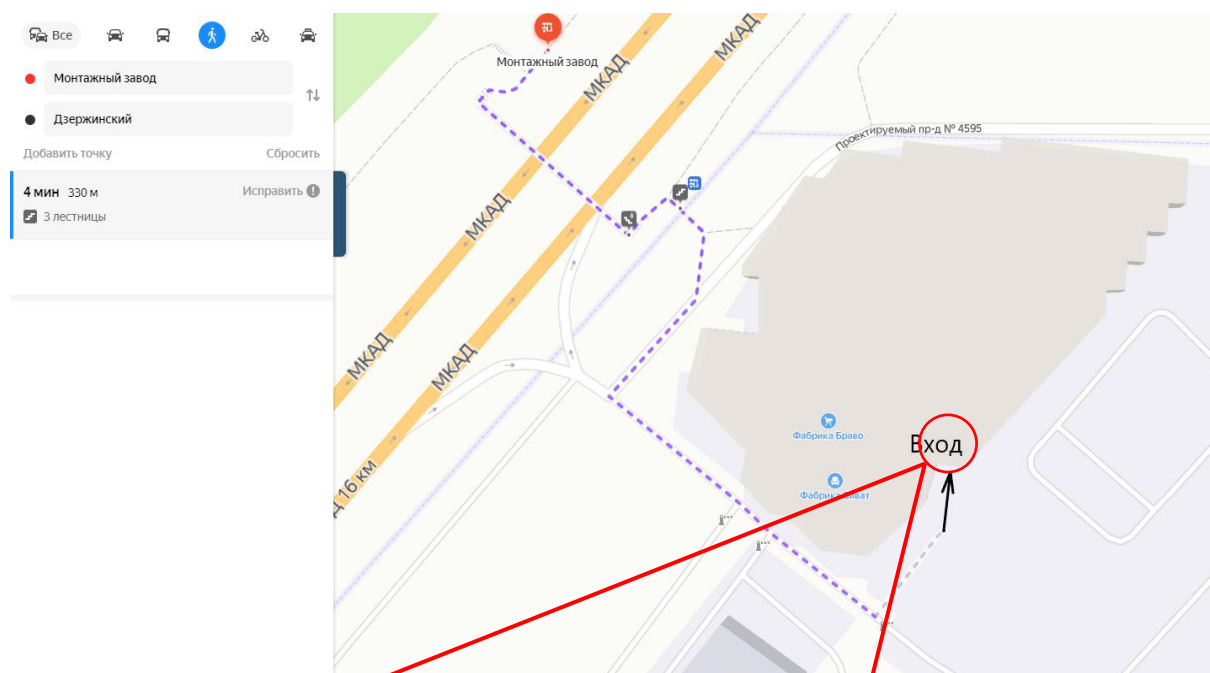 Все
Монтажный завод
Дзержинский
Добавить точку
Сбросить
4 мин 330 м
Исправить
3 лестницы
Монтажный завод
МКАД
МКАД
МКАД
МКАД
МКАД
16 КМ
Проектируемый пр-д № 4595
Фабрика Браво
Фабрика
Вход